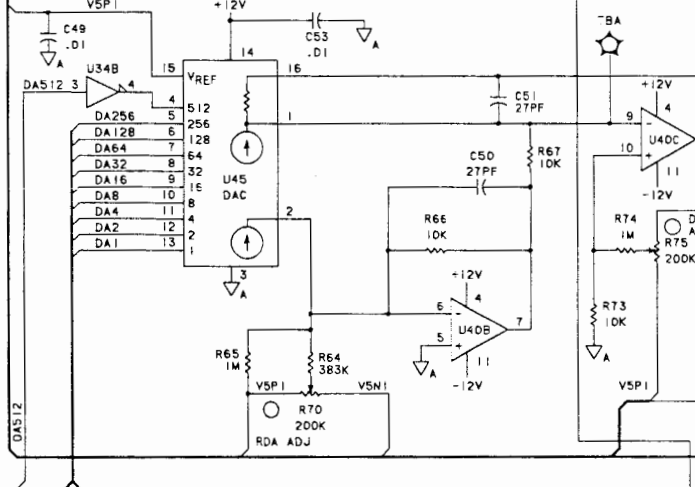 V5P1
+12V
C49
.01
A
C53
.01
A
TBA
U34B
DA512 3
4
15
VREF
14
16
4
512
DA256 5
256
DA128 6
128
DA64 7
64
DA32 8
32
DA16 9
16
DA8 10
8
DA4 11
4
DA2 12
2
DA1 13
1
U45
DAC
1
2
3
A
C51
27PF
R67
10K
C50
27PF
R66
10K
+12V
4
6
5
U40B
7
11
A
-12V
+12V
4
9
10
U40C
11
-12V
R74
1M
D
A
R75
200K
R73
10K
A
V5P1
R65
1M
R64
383K
V5P1
V5N1
R70
200K
RDA ADJ
DA512